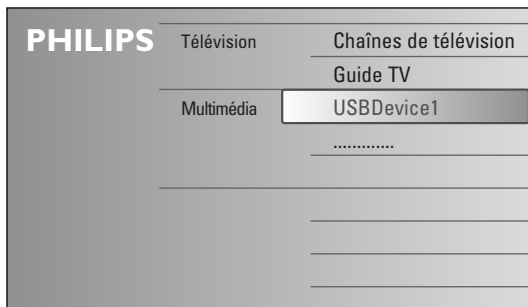 PHILIPS Télévision Chaînes de télévision
Guide TV
Multimédia USBDevice1
.............